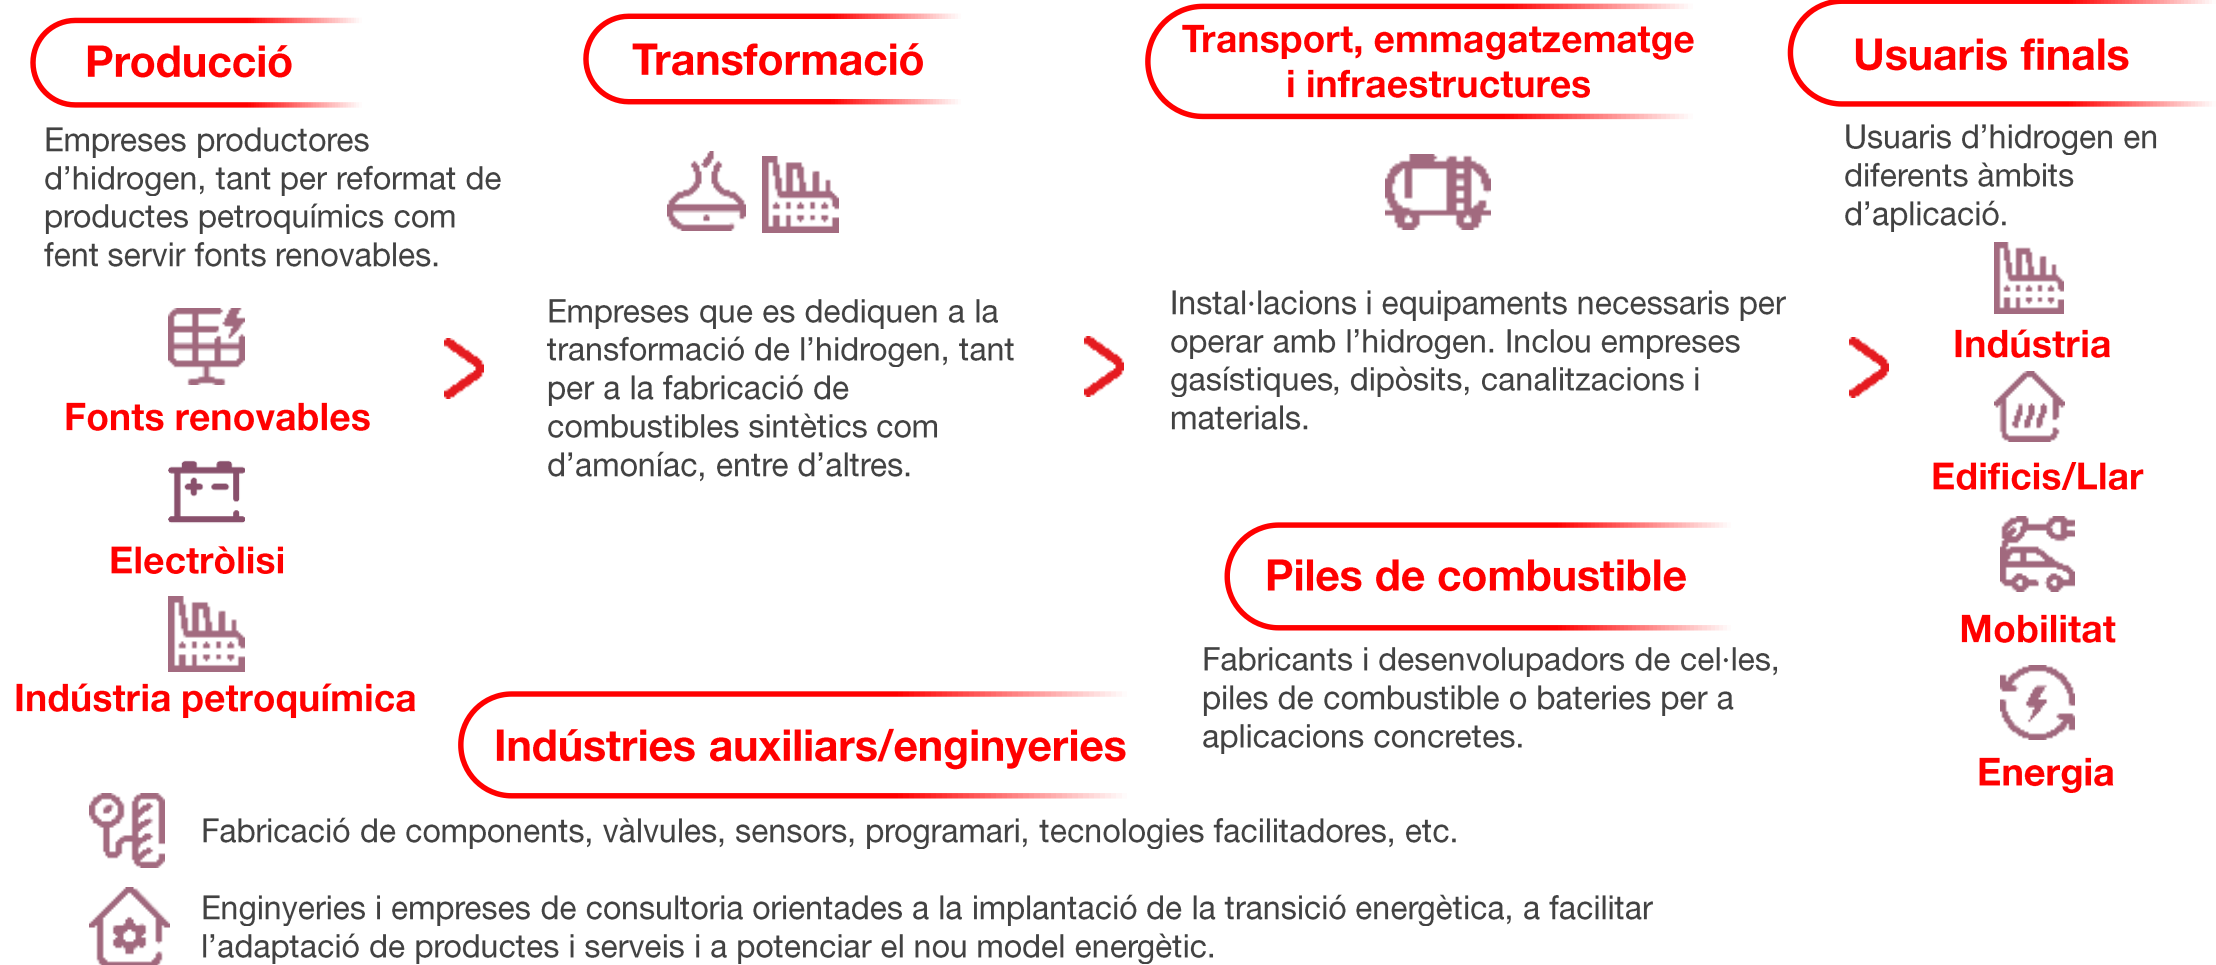 Producció
Empreses productores
d’hidrogen, tant per reformat de
productes petroquímics com
fent servir fonts renovables.
Fonts renovables
Electròlisi
Indústria petroquímica
Transformació
Empreses que es dediquen a la
transformació de l’hidrogen, tant
per a la fabricació de
combustibles sintètics com
d’amoníac, entre d’altres.
Transport, emmagatzematge
i infraestructures
Instal·lacions i equipaments necessaris per
operar amb l’hidrogen. Inclou empreses
gasístiques, dipòsits, canalitzacions i
materials.
Usuaris finals
Usuaris d’hidrogen en
diferents àmbits
d’aplicació.
Indústria
Edificis/Llar
Mobilitat
Energia
Piles de combustible
Fabricants i desenvolupadors de cel·les,
piles de combustible o bateries per a
aplicacions concretes.
Indústries auxiliars/enginyeries
Fabricació de components, vàlvules, sensors, programari, tecnologies facilitadores, etc.
Enginyeries i empreses de consultoria orientades a la implantació de la transició energètica, a facilitar
l’adaptació de productes i serveis i a potenciar el nou model energètic.